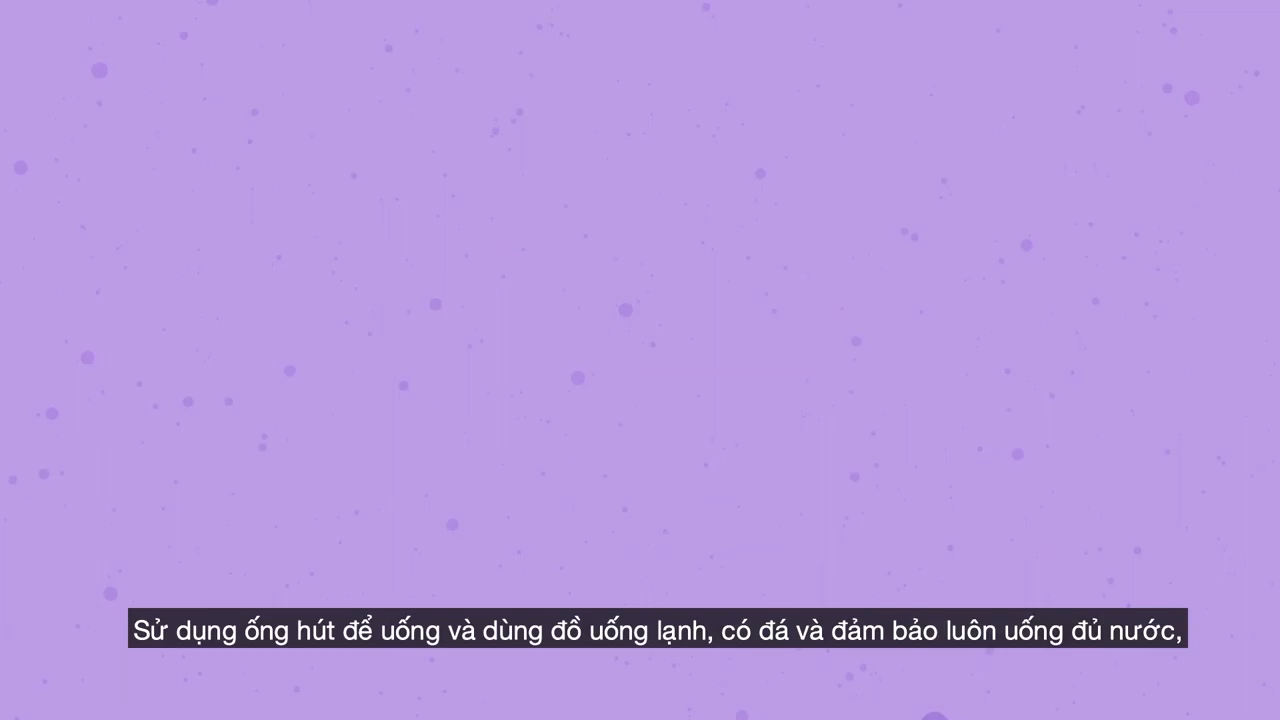 Sử dụng ống hút để uống và dùng đồ uống lạnh, có đá và đảm bảo luôn uống đủ nước,